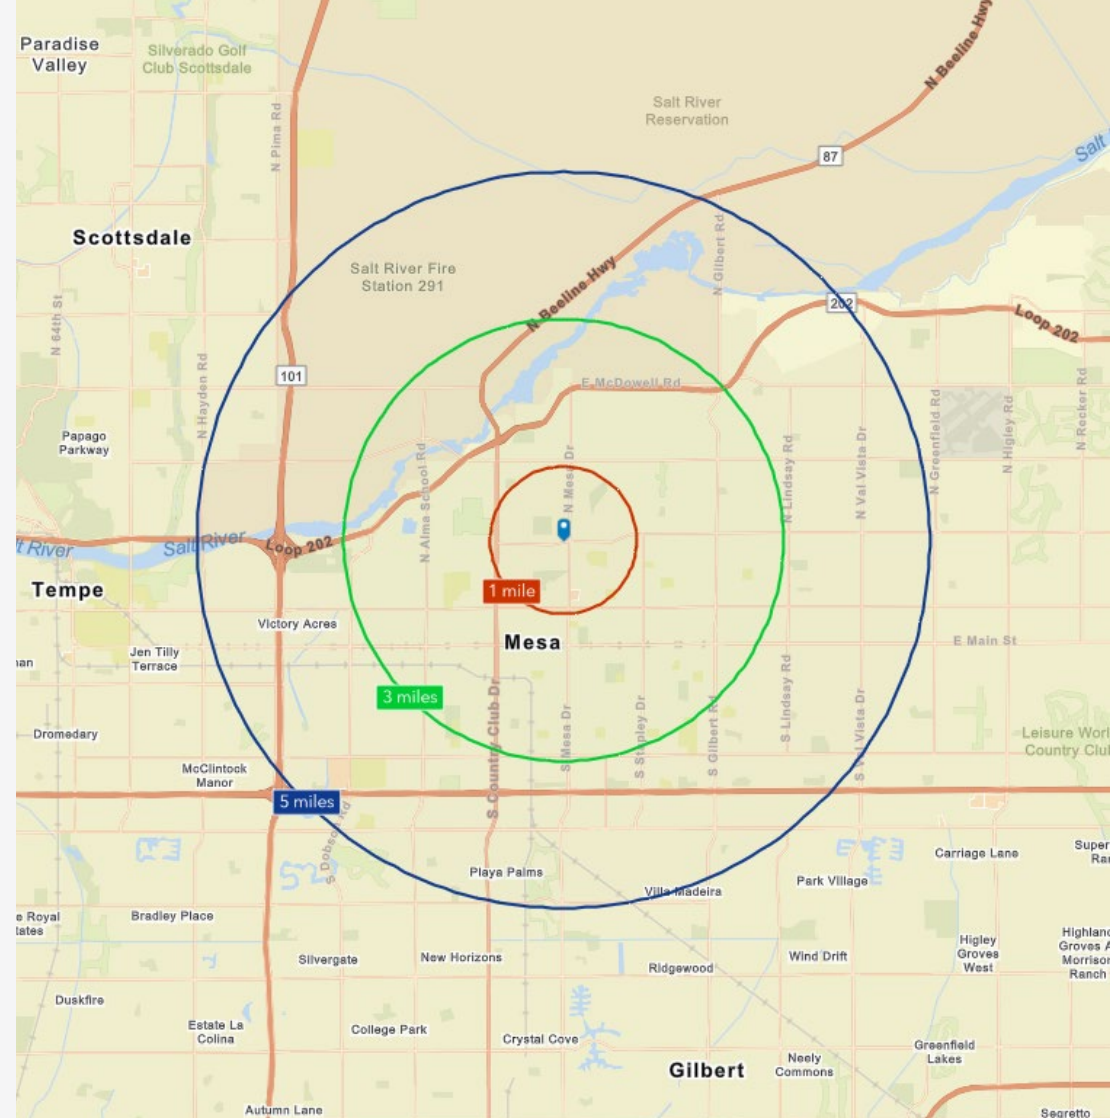 Paradise
Valley
Silverado Golf
Club Scottsdale
N Beeline Hwy
Salt River
Reservation
N Pima Rd
87
Salt
Scottsdale
N Gilbert Rd
Salt River Fire
Station 291
N Beeline Hwy
202
Loop 202
N 64th St
N Hayden Rd
101
E McDowell Rd
N Recker Rd
N Greenfield Rd
N Higley Rd
Papago
Parkway
N Alma School Rd
N Mesa Dr
N Lindsay Rd
N Val Vista Dr
t River
Salt River
Loop 202
Tempe
1 mile
Victory Acres
Mesa
E Main St
an
Jen Tilly
Terrace
3 miles
S Country Club Dr
S Mesa Dr
S Stapley Dr
S Gilbert Rd
S Lindsay Rd
S Val Vista Dr
Dromedary
Leisure Worl
Country Clu
McClintock
Manor
5 miles
S Dobson Rd
Carriage Lane
Super
Ra
Playa Palms
Villa Madeira
Park Village
e Royal
tates
Bradley Place
Silvergate
New Horizons
Ridgewood
Wind Drift
Higley
Groves
West
Highland
Groves A
Morrison
Ranch
Duskfire
Estate La
Colina
College Park
Crystal Cove
Gilbert
Neely
Commons
Greenfield
Lakes
Autumn Lane
Segretto